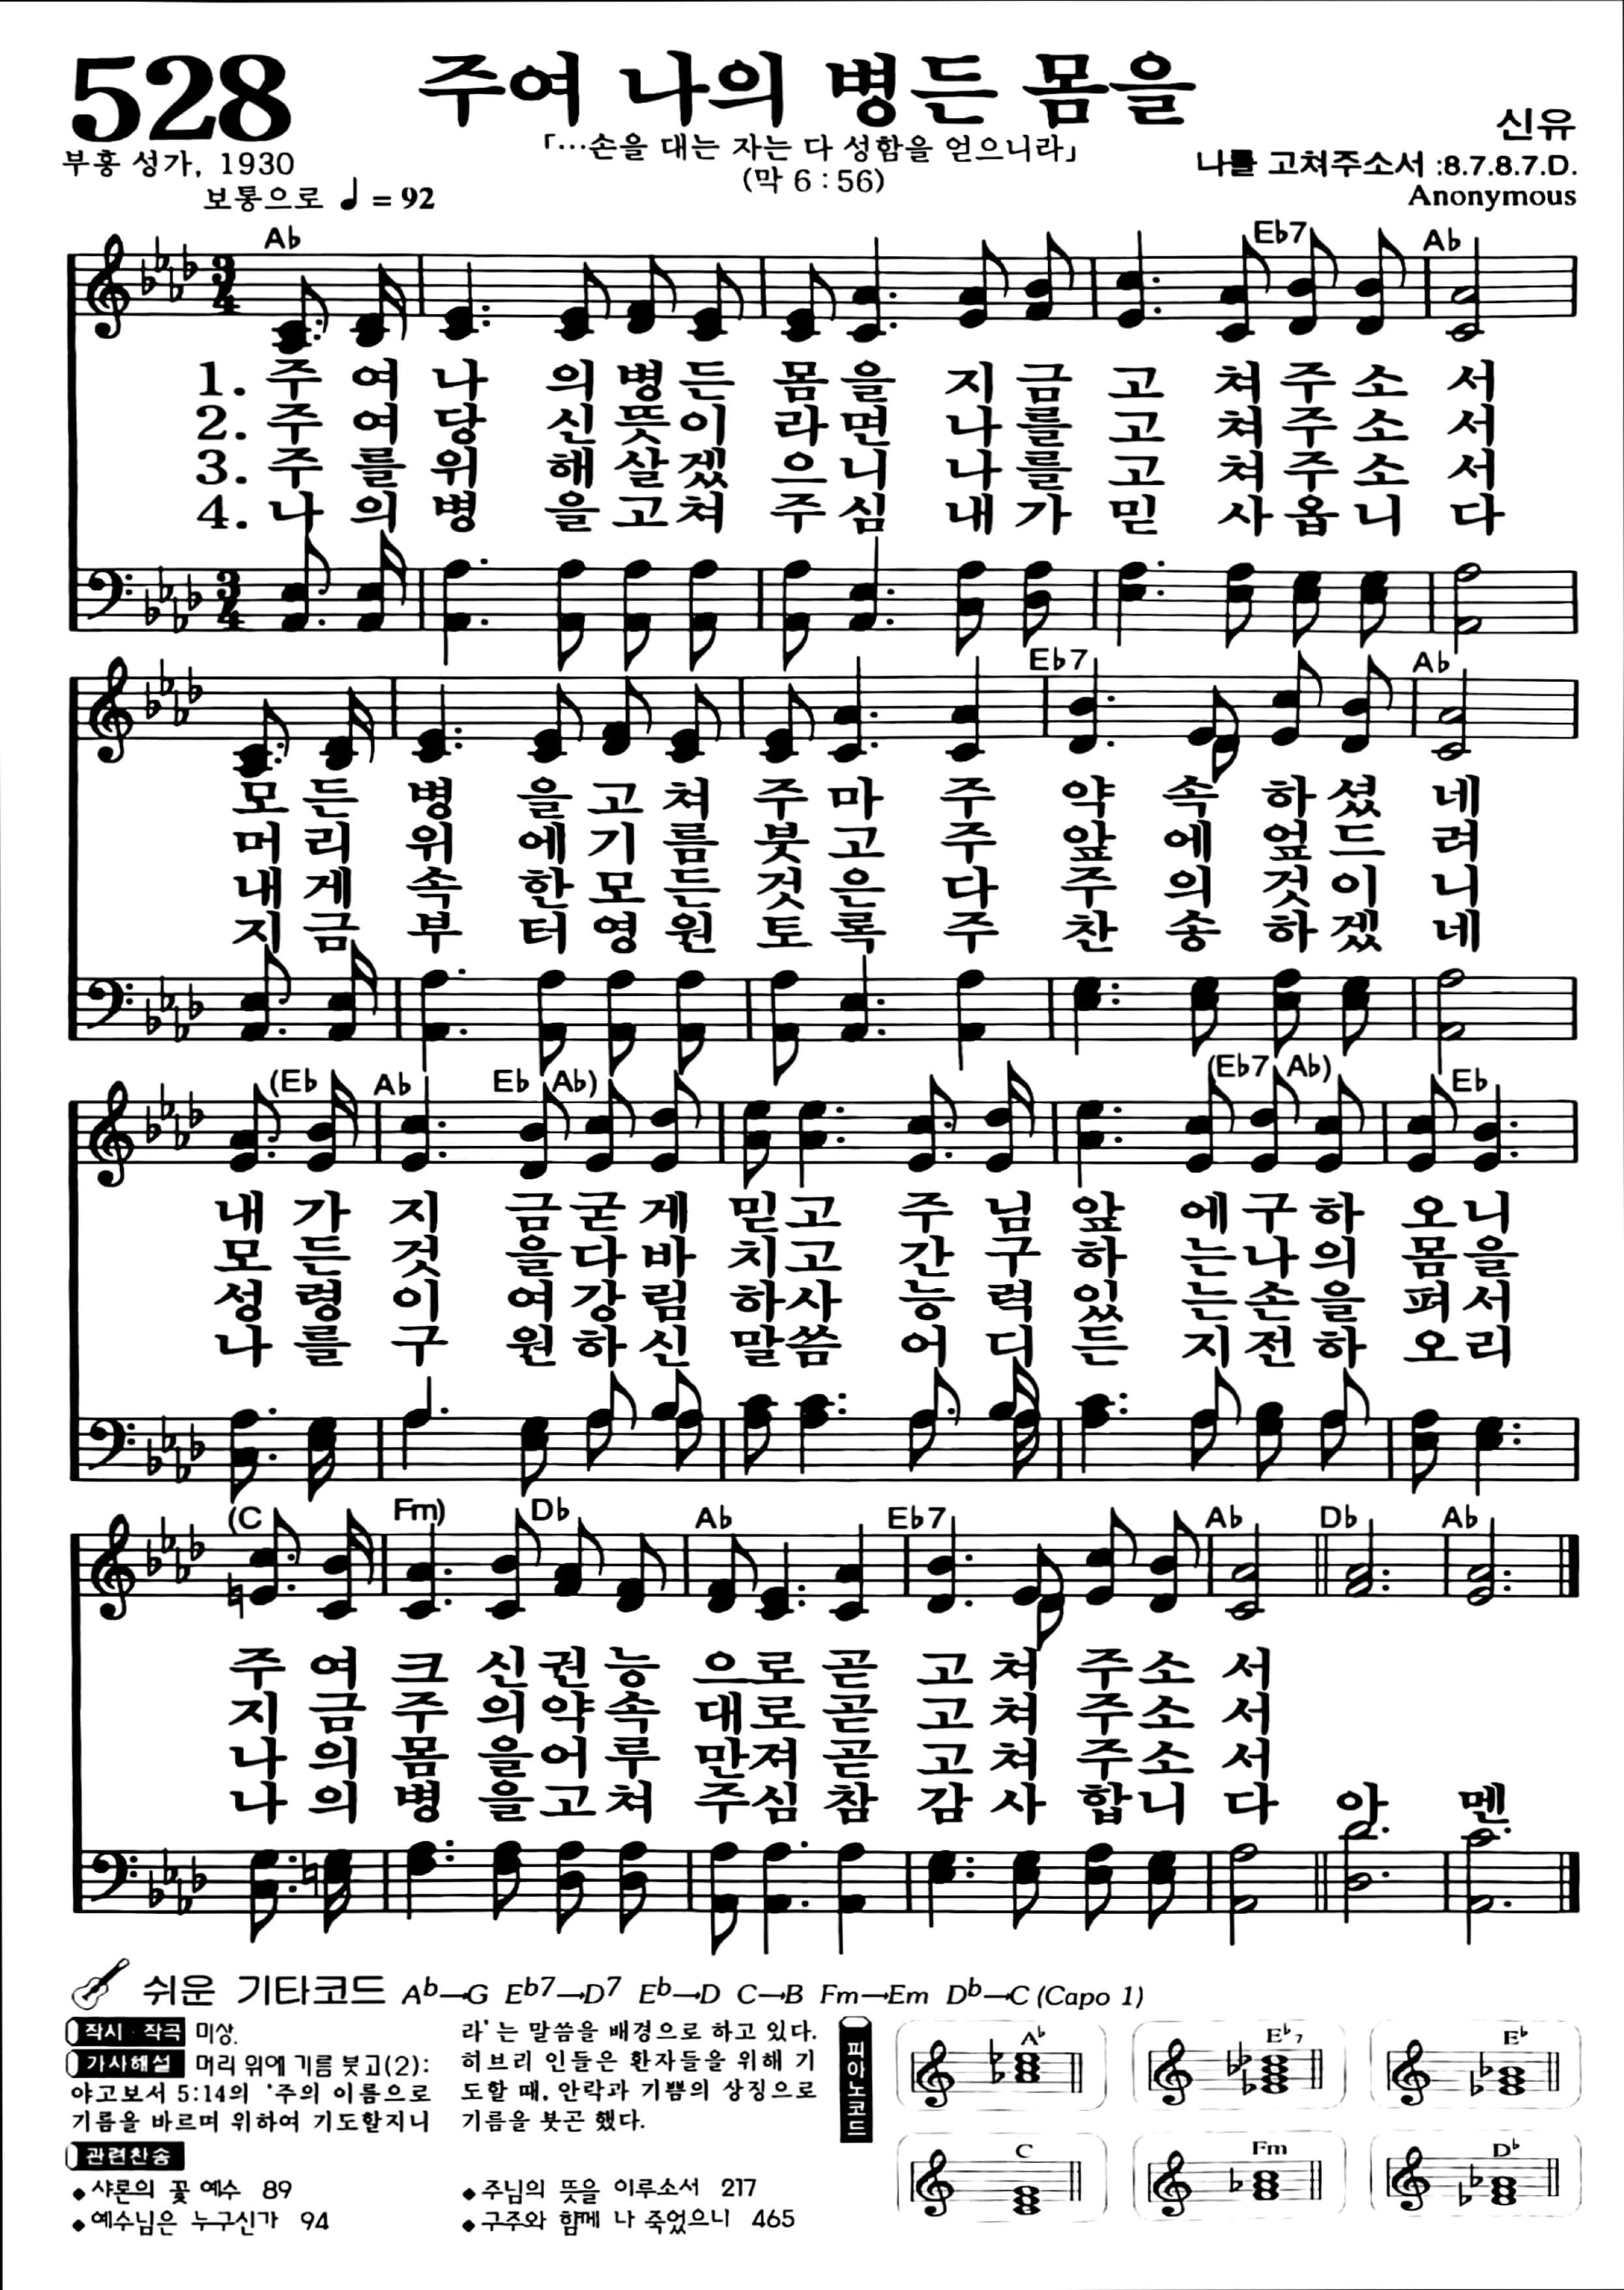 528
주여 나의 병든 몸을
「…손을 대는 자는 다 성함을 얻으니라」
(막 6 : 56)
신유
부흥 성가, 1930
나를 고쳐주소서 :8.7.8.7.D.
보통으로 ♩ = 92
Anonymous
A♭ E♭7 A♭
3/4
1. 주 여 나 의 병 든 몸 을 지 금 고 쳐 주 소 서
2. 주 여 당 신 뜻 이 라 면 나 를 고 쳐 주 소 서
3. 주 를 위 해 살 겠 으 니 나 를 고 쳐 주 소 서
4. 나 의 병 을 고 쳐 주 심 내 가 믿 사 옵 니 다
3/4
E♭7 A♭
모 든 병 을 고 쳐 주 마 주 약 속 하 셨 네
머 리 위 에 기 름 붓 고 주 앞 에 엎 드 려
내 게 속 한 모 든 것 은 다 주 의 것 이 니
지 금 부 터 영 원 토 록 주 찬 송 하 겠 네
(E♭ A♭ E♭ A♭) (E♭7 A♭) E♭
내 가 지 금 굳 게 믿 고 주 님 앞 에 구 하 오 니
모 든 것 을 다 바 치 고 간 구 하 는 나 의 몸 을
성 령 이 여 강 림 하 사 능 력 있 는 손 을 펴 서
나 를 구 원 하 신 말 씀 어 디 든 지 전 하 오 리
(C Fm) D♭ A♭ E♭7 A♭ D♭ A♭
주 여 크 신 권 능 으 로 곧 고 쳐 주 소 서
지 금 주 의 약 속 대 로 곧 고 쳐 주 소 서
나 의 몸 을 어 루 만 져 곧 고 쳐 주 소 서
나 의 병 을 고 쳐 주 심 참 감 사 합 니 다 아 멘
쉬운 기타코드 A♭→G E♭7→D7 E♭→D C→B Fm→Em D♭→C (Capo 1)
작시 · 작곡 미상.
가사해설 머리 위에 기름 붓고(2):
야고보서 5:14의 '주의 이름으로
기름을 바르며 위하여 기도할지니
라'는 말씀을 배경으로 하고 있다.
히브리 인들은 환자들을 위해 기
도할 때, 안락과 기쁨의 상징으로
기름을 붓곤 했다.
관련찬송
◆샤론의 꽃 예수 89
◆예수님은 누구신가 94
◆주님의 뜻을 이루소서 217
◆구주와 함께 나 죽었으니 465
피아노코드
A♭ E♭7 E♭
C Fm D♭